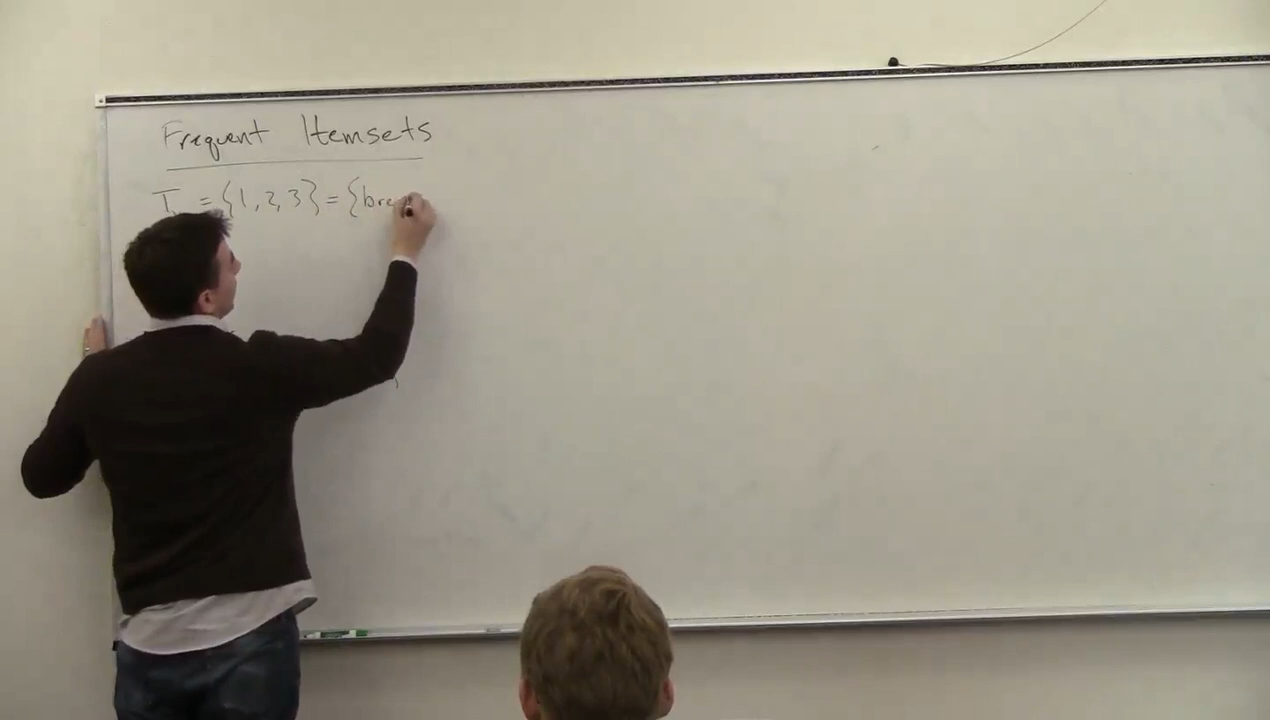 Frequent Itemsets
T = {1, 2, 3} = {bre